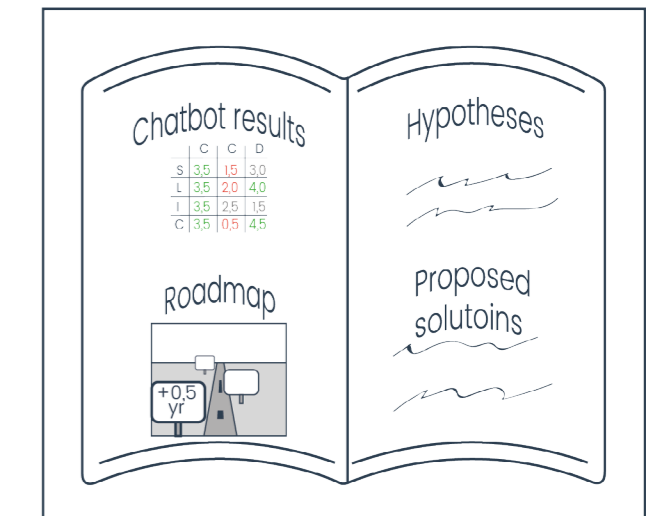 Chatbot results
C C D
S 3,5 1,5 3,0
L 3,5 2,0 4,0
I 3,5 2,5 1,5
C 3,5 0,5 4,5
Roadmap
+0,5
yr
Hypotheses
Proposed
solutoins